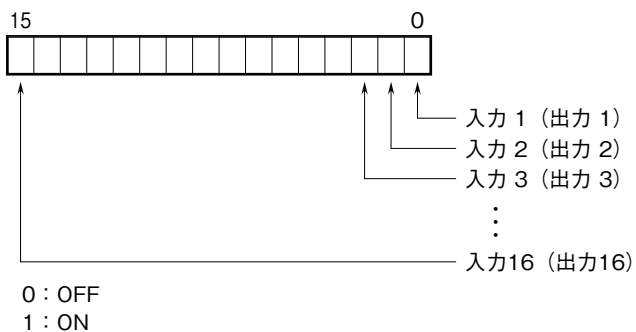 15 0
入力 1（出力 1）
入力 2（出力 2）
入力 3（出力 3）
⋮
入力16（出力16）
0：OFF
1：ON